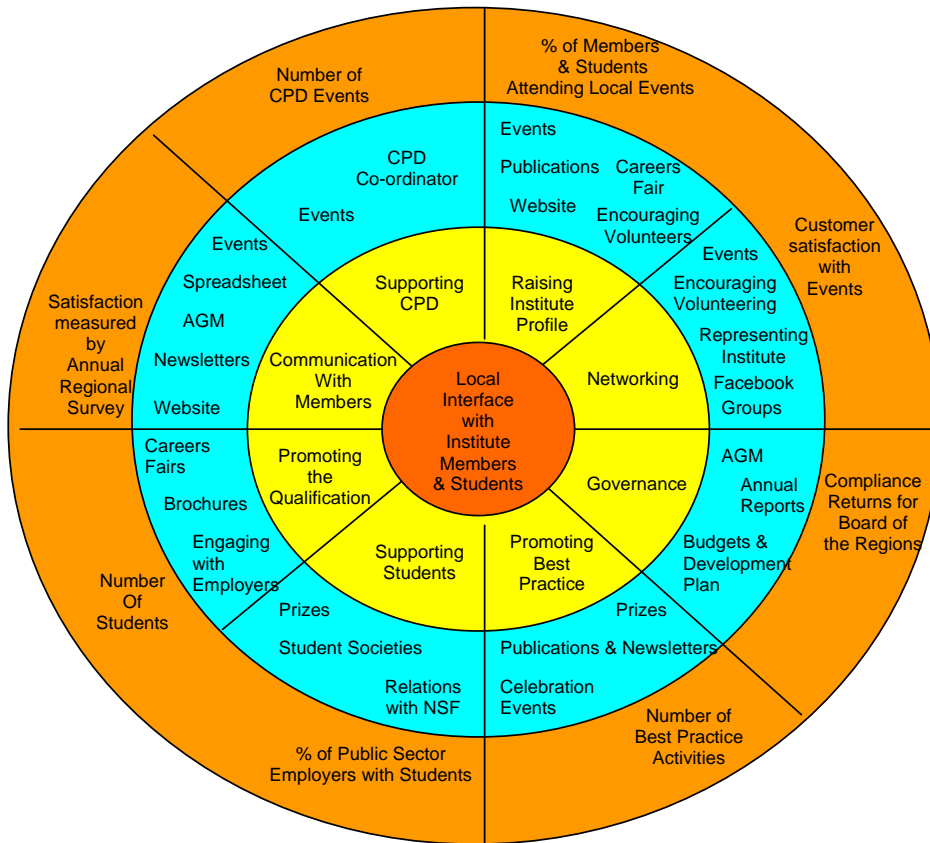 Number of
CPD Events
% of Members
& Students
Attending Local Events
Customer
satisfaction
with
Events
Compliance
Returns for
Board of
the Regions
Number of
Best Practice
Activities
% of Public Sector
Employers with Students
Number
Of
Students
Satisfaction
measured
by
Annual
Regional
Survey
CPD
Co-ordinator
Events
Events
Publications
Careers
Fair
Website
Encouraging
Volunteers
Events
Encouraging
Volunteering
Representing
Institute
Facebook
Groups
AGM
Annual
Reports
Budgets &
Development
Plan
Prizes
Publications & Newsletters
Celebration
Events
Prizes
Student Societies
Relations
with NSF
Careers
Fairs
Brochures
Engaging
with
Employers
Events
Spreadsheet
AGM
Newsletters
Website
Supporting
CPD
Raising
Institute
Profile
Networking
Governance
Promoting
Best
Practice
Supporting
Students
Promoting
the
Qualification
Communication
With
Members
Local
Interface
with
Institute
Members
& Students